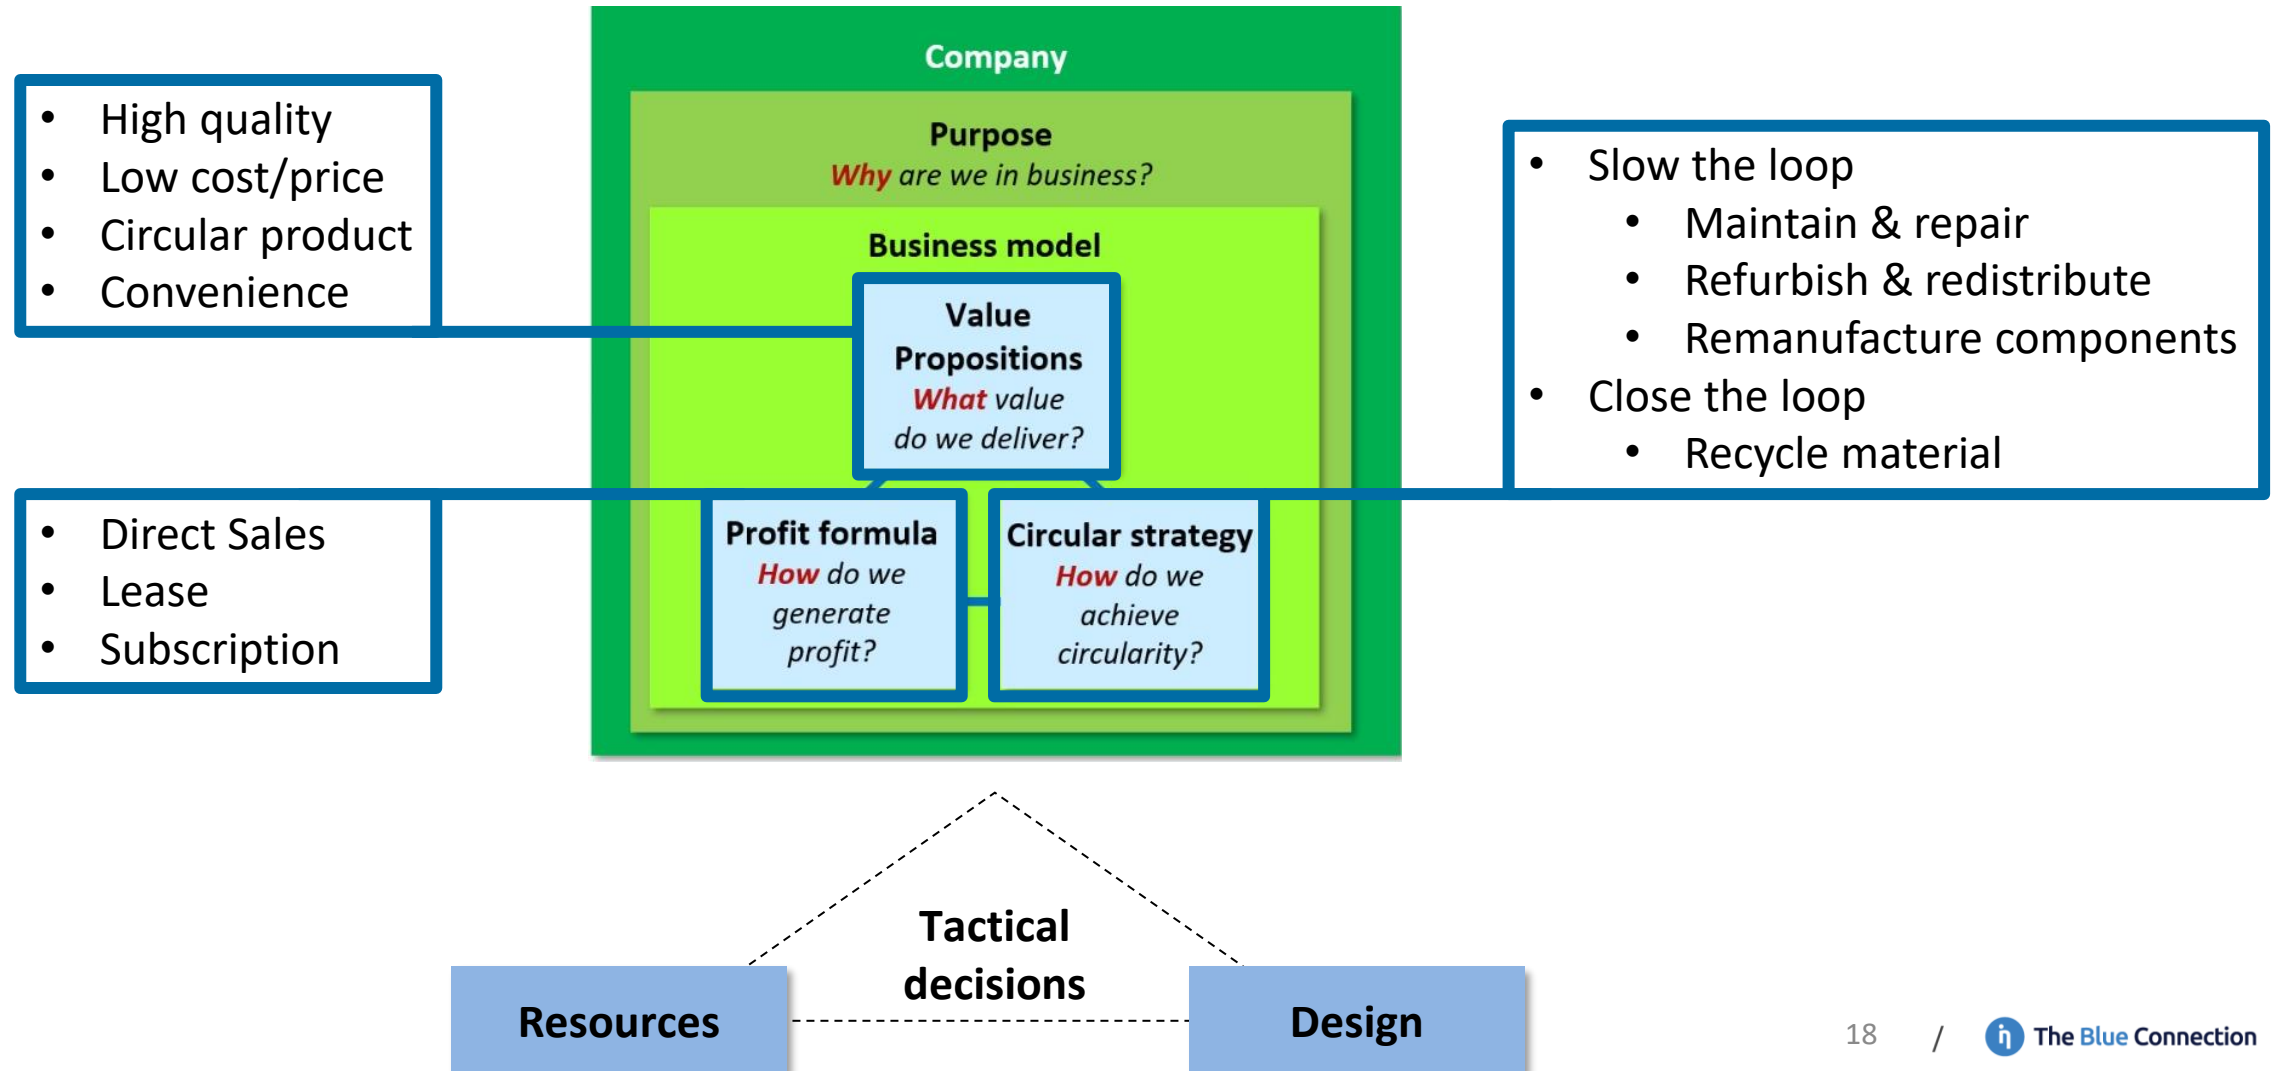 Company
Purpose
Why are we in business?
Business model
Value
Propositions
What value
do we deliver?
Profit formula
How do we
generate
profit?
Circular strategy
How do we
achieve
circularity?
• High quality
• Low cost/price
• Circular product
• Convenience
• Direct Sales
• Lease
• Subscription
• Slow the loop
• Maintain & repair
• Refurbish & redistribute
• Remanufacture components
• Close the loop
• Recycle material
Tactical
decisions
Resources
Design
18 / The Blue Connection